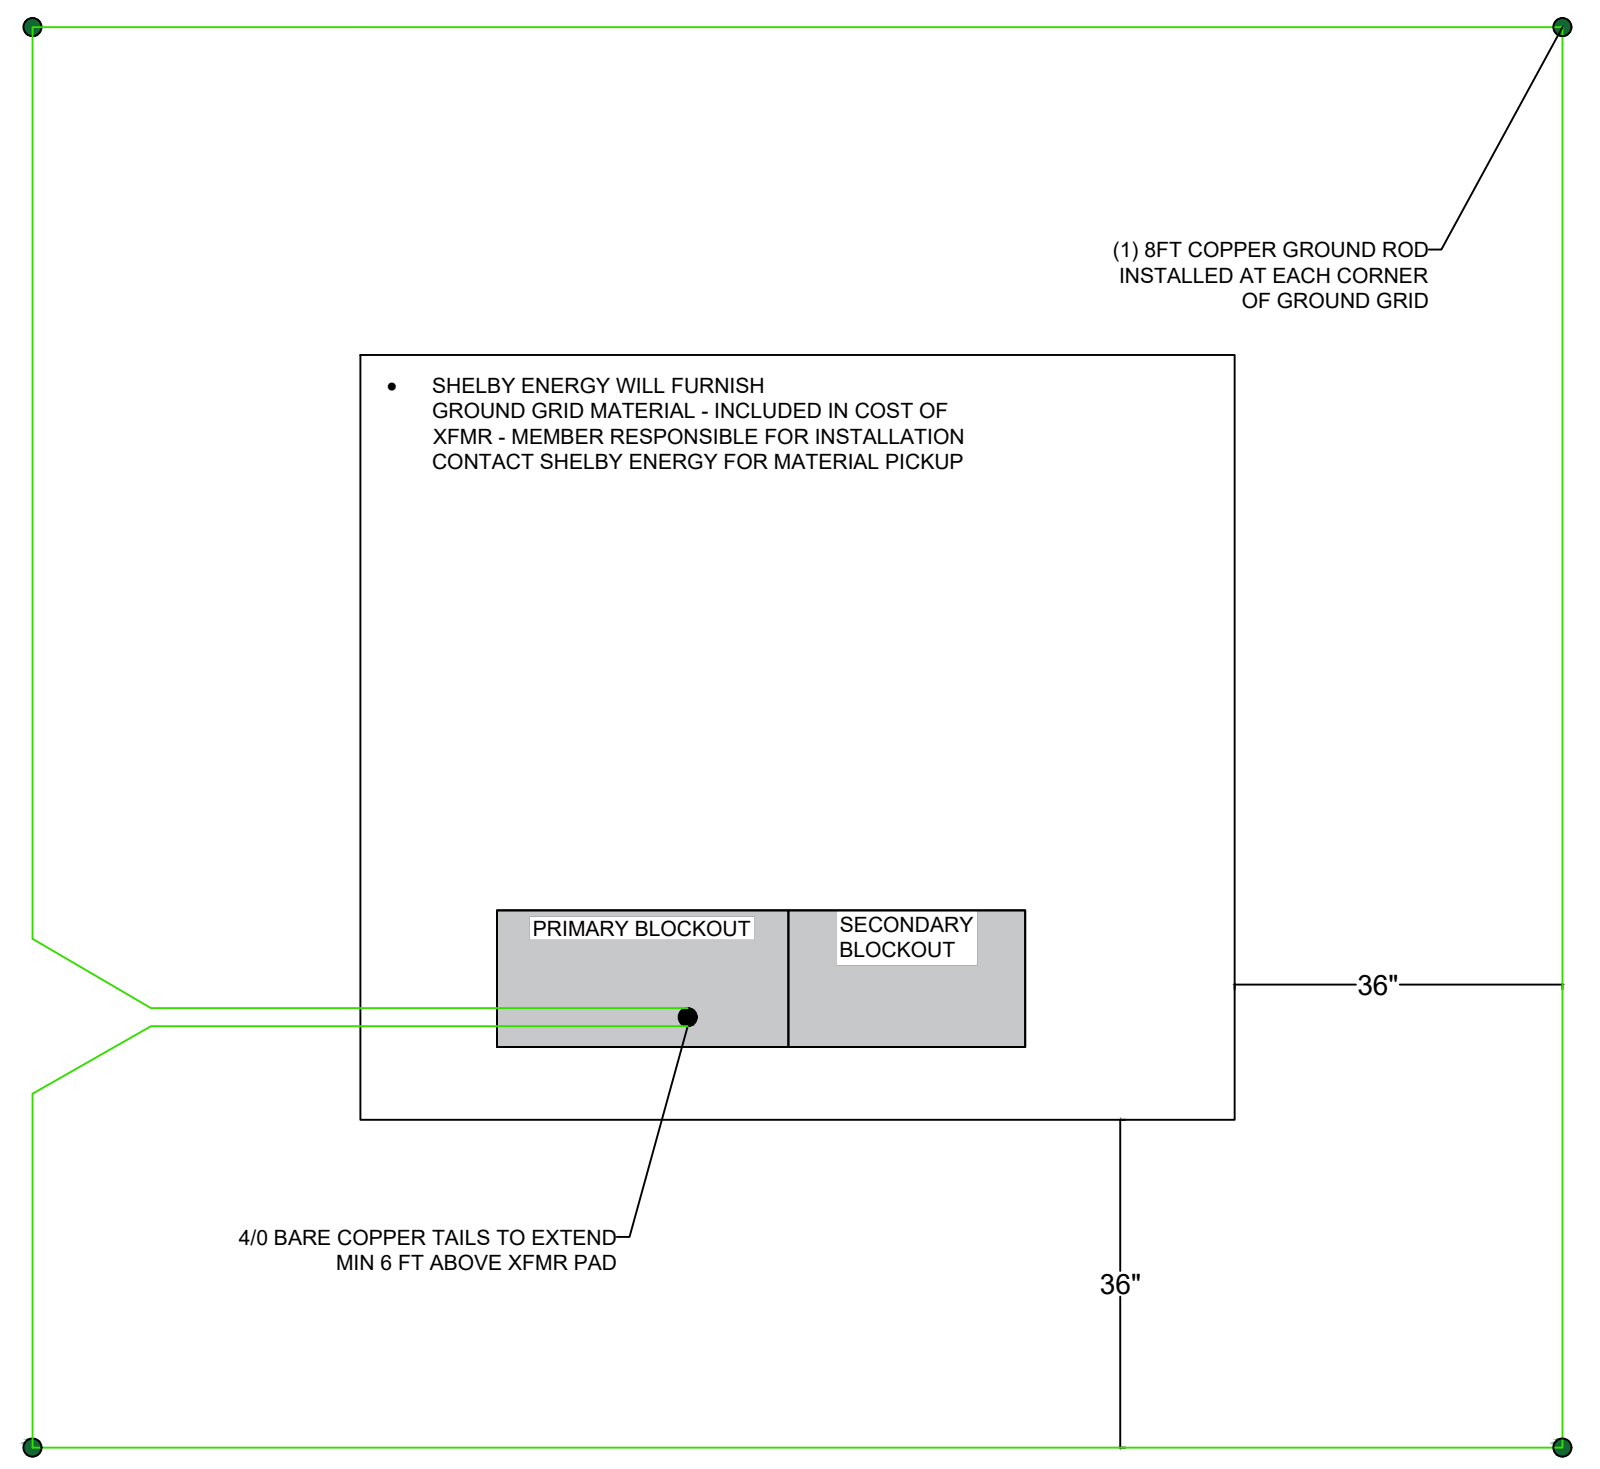 (1) 8FT COPPER GROUND ROD
INSTALLED AT EACH CORNER
OF GROUND GRID
• SHELBY ENERGY WILL FURNISH
GROUND GRID MATERIAL - INCLUDED IN COST OF
XFMR - MEMBER RESPONSIBLE FOR INSTALLATION
CONTACT SHELBY ENERGY FOR MATERIAL PICKUP
PRIMARY BLOCKOUT
SECONDARY
BLOCKOUT
36"
4/0 BARE COPPER TAILS TO EXTEND
MIN 6 FT ABOVE XFMR PAD
36"